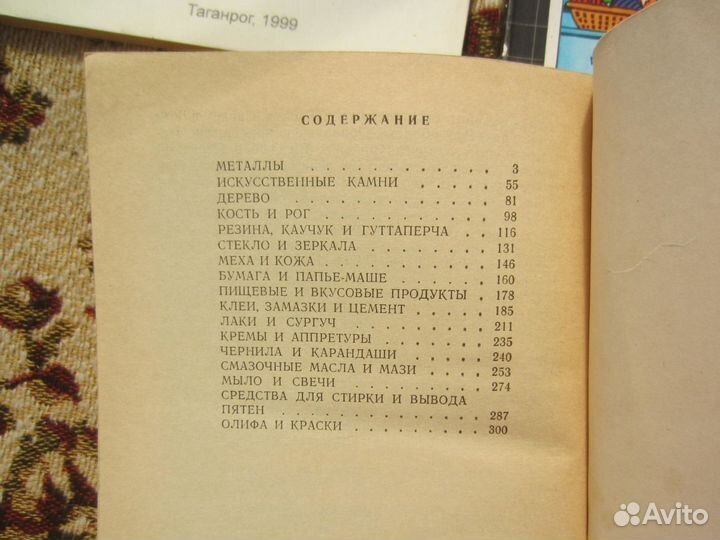 Таганрог, 1999
СОДЕРЖАНИЕ
МЕТАЛЛЫ . . . . . . . . . . . 3
ИСКУССТВЕННЫЕ КАМНИ . . . . . 55
ДЕРЕВО . . . . . . . . . . . . 81
КОСТЬ И РОГ . . . . . . . . . . 98
РЕЗИНА, КАУЧУК И ГУТТАПЕРЧА . . 116
СТЕКЛО И ЗЕРКАЛА . . . . . . . 131
МЕХА И КОЖА . . . . . . . . . . 146
БУМАГА И ПАПЬЕ-МАШЕ . . . . . 160
ПИЩЕВЫЕ И ВКУСОВЫЕ ПРОДУКТЫ . 178
КЛЕИ, ЗАМАЗКИ И ЦЕМЕНТ . . . . 185
ЛАКИ И СУРГУЧ . . . . . . . . 211
КРЕМЫ И АППРЕТУРЫ . . . . . . 235
ЧЕРНИЛА И КАРАНДАШИ . . . . . 240
СМАЗОЧНЫЕ МАСЛА И МАЗИ . . . . 253
МЫЛО И СВЕЧИ . . . . . . . . 274
СРЕДСТВА ДЛЯ СТИРКИ И ВЫВОДА
ПЯТЕН . . . . . . . . . . . . 287
ОЛИФА И КРАСКИ . . . . . . . . 300
Avito